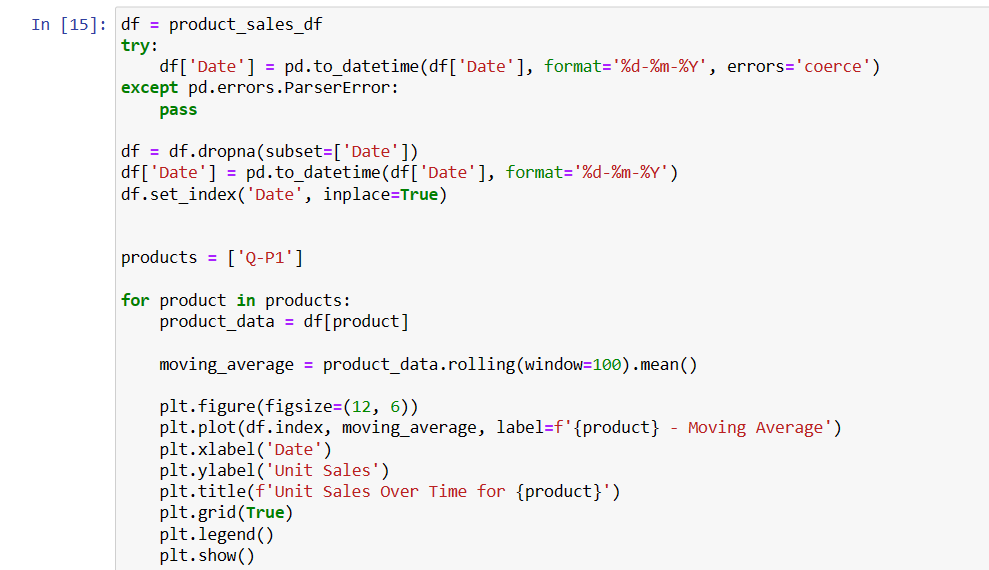 In [15]: df = product_sales_df
try:
    df['Date'] = pd.to_datetime(df['Date'], format='%d-%m-%Y', errors='coerce')
except pd.errors.ParserError:
    pass
df = df.dropna(subset=['Date'])
df['Date'] = pd.to_datetime(df['Date'], format='%d-%m-%Y')
df.set_index('Date', inplace=True)
products = ['Q-P1']
for product in products:
    product_data = df[product]
    moving_average = product_data.rolling(window=100).mean()
    plt.figure(figsize=(12, 6))
    plt.plot(df.index, moving_average, label=f'{product} - Moving Average')
    plt.xlabel('Date')
    plt.ylabel('Unit Sales')
    plt.title(f'Unit Sales Over Time for {product}')
    plt.grid(True)
    plt.legend()
    plt.show()